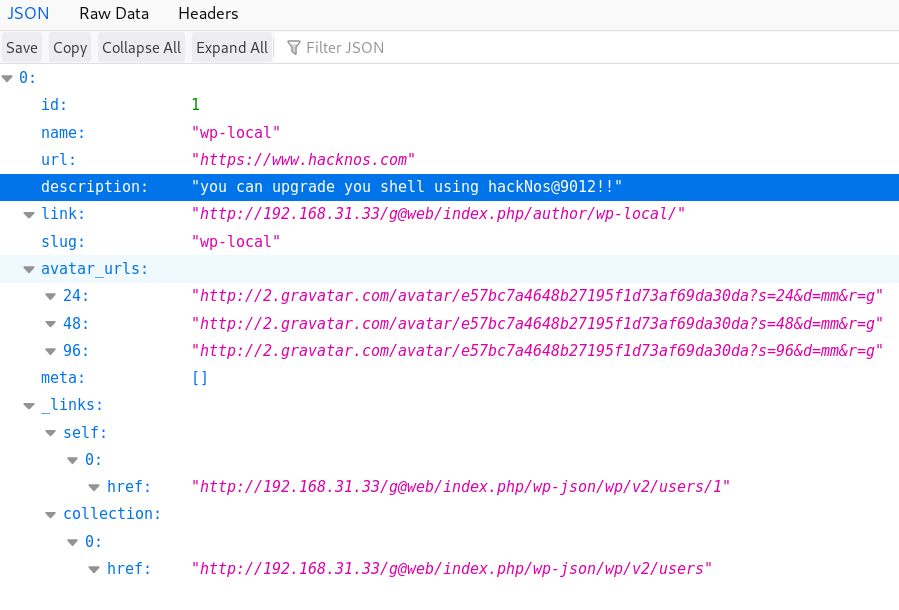 JSON Raw Data Headers
Save Copy Collapse All Expand All Filter JSON
0:
id: 1
name: "wp-local"
url: "https://www.hacknos.com"
description: "you can upgrade you shell using hackNos@9012!!"
link: "http://192.168.31.33/g@web/index.php/author/wp-local/"
slug: "wp-local"
avatar_urls:
24: "http://2.gravatar.com/avatar/e57bc7a4648b27195f1d73af69da30da?s=24&d=mm&r=g"
48: "http://2.gravatar.com/avatar/e57bc7a4648b27195f1d73af69da30da?s=48&d=mm&r=g"
96: "http://2.gravatar.com/avatar/e57bc7a4648b27195f1d73af69da30da?s=96&d=mm&r=g"
meta: []
_links:
self:
0:
href: "http://192.168.31.33/g@web/index.php/wp-json/wp/v2/users/1"
collection:
0:
href: "http://192.168.31.33/g@web/index.php/wp-json/wp/v2/users"